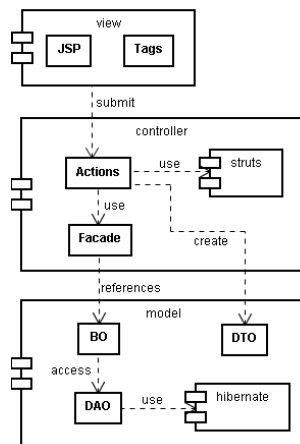 view
JSP
Tags
submit
controller
Actions
use
struts
use
Facade
create
references
model
BO
DTO
access
DAO
use
hibernate